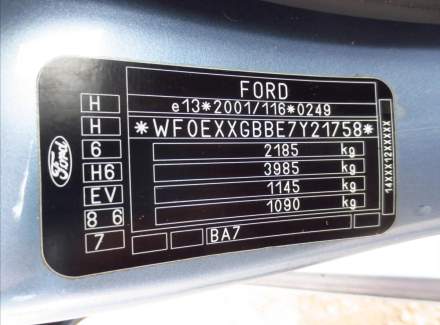 FORD
e13*2001/116*0249
H
*WF0EXXGBBE7Y21758*
H
6 2185 kg
H6 3985 kg
EV 1145 kg
8 6 1090 kg
7 BA7
Ford
14XXX12XXXXX